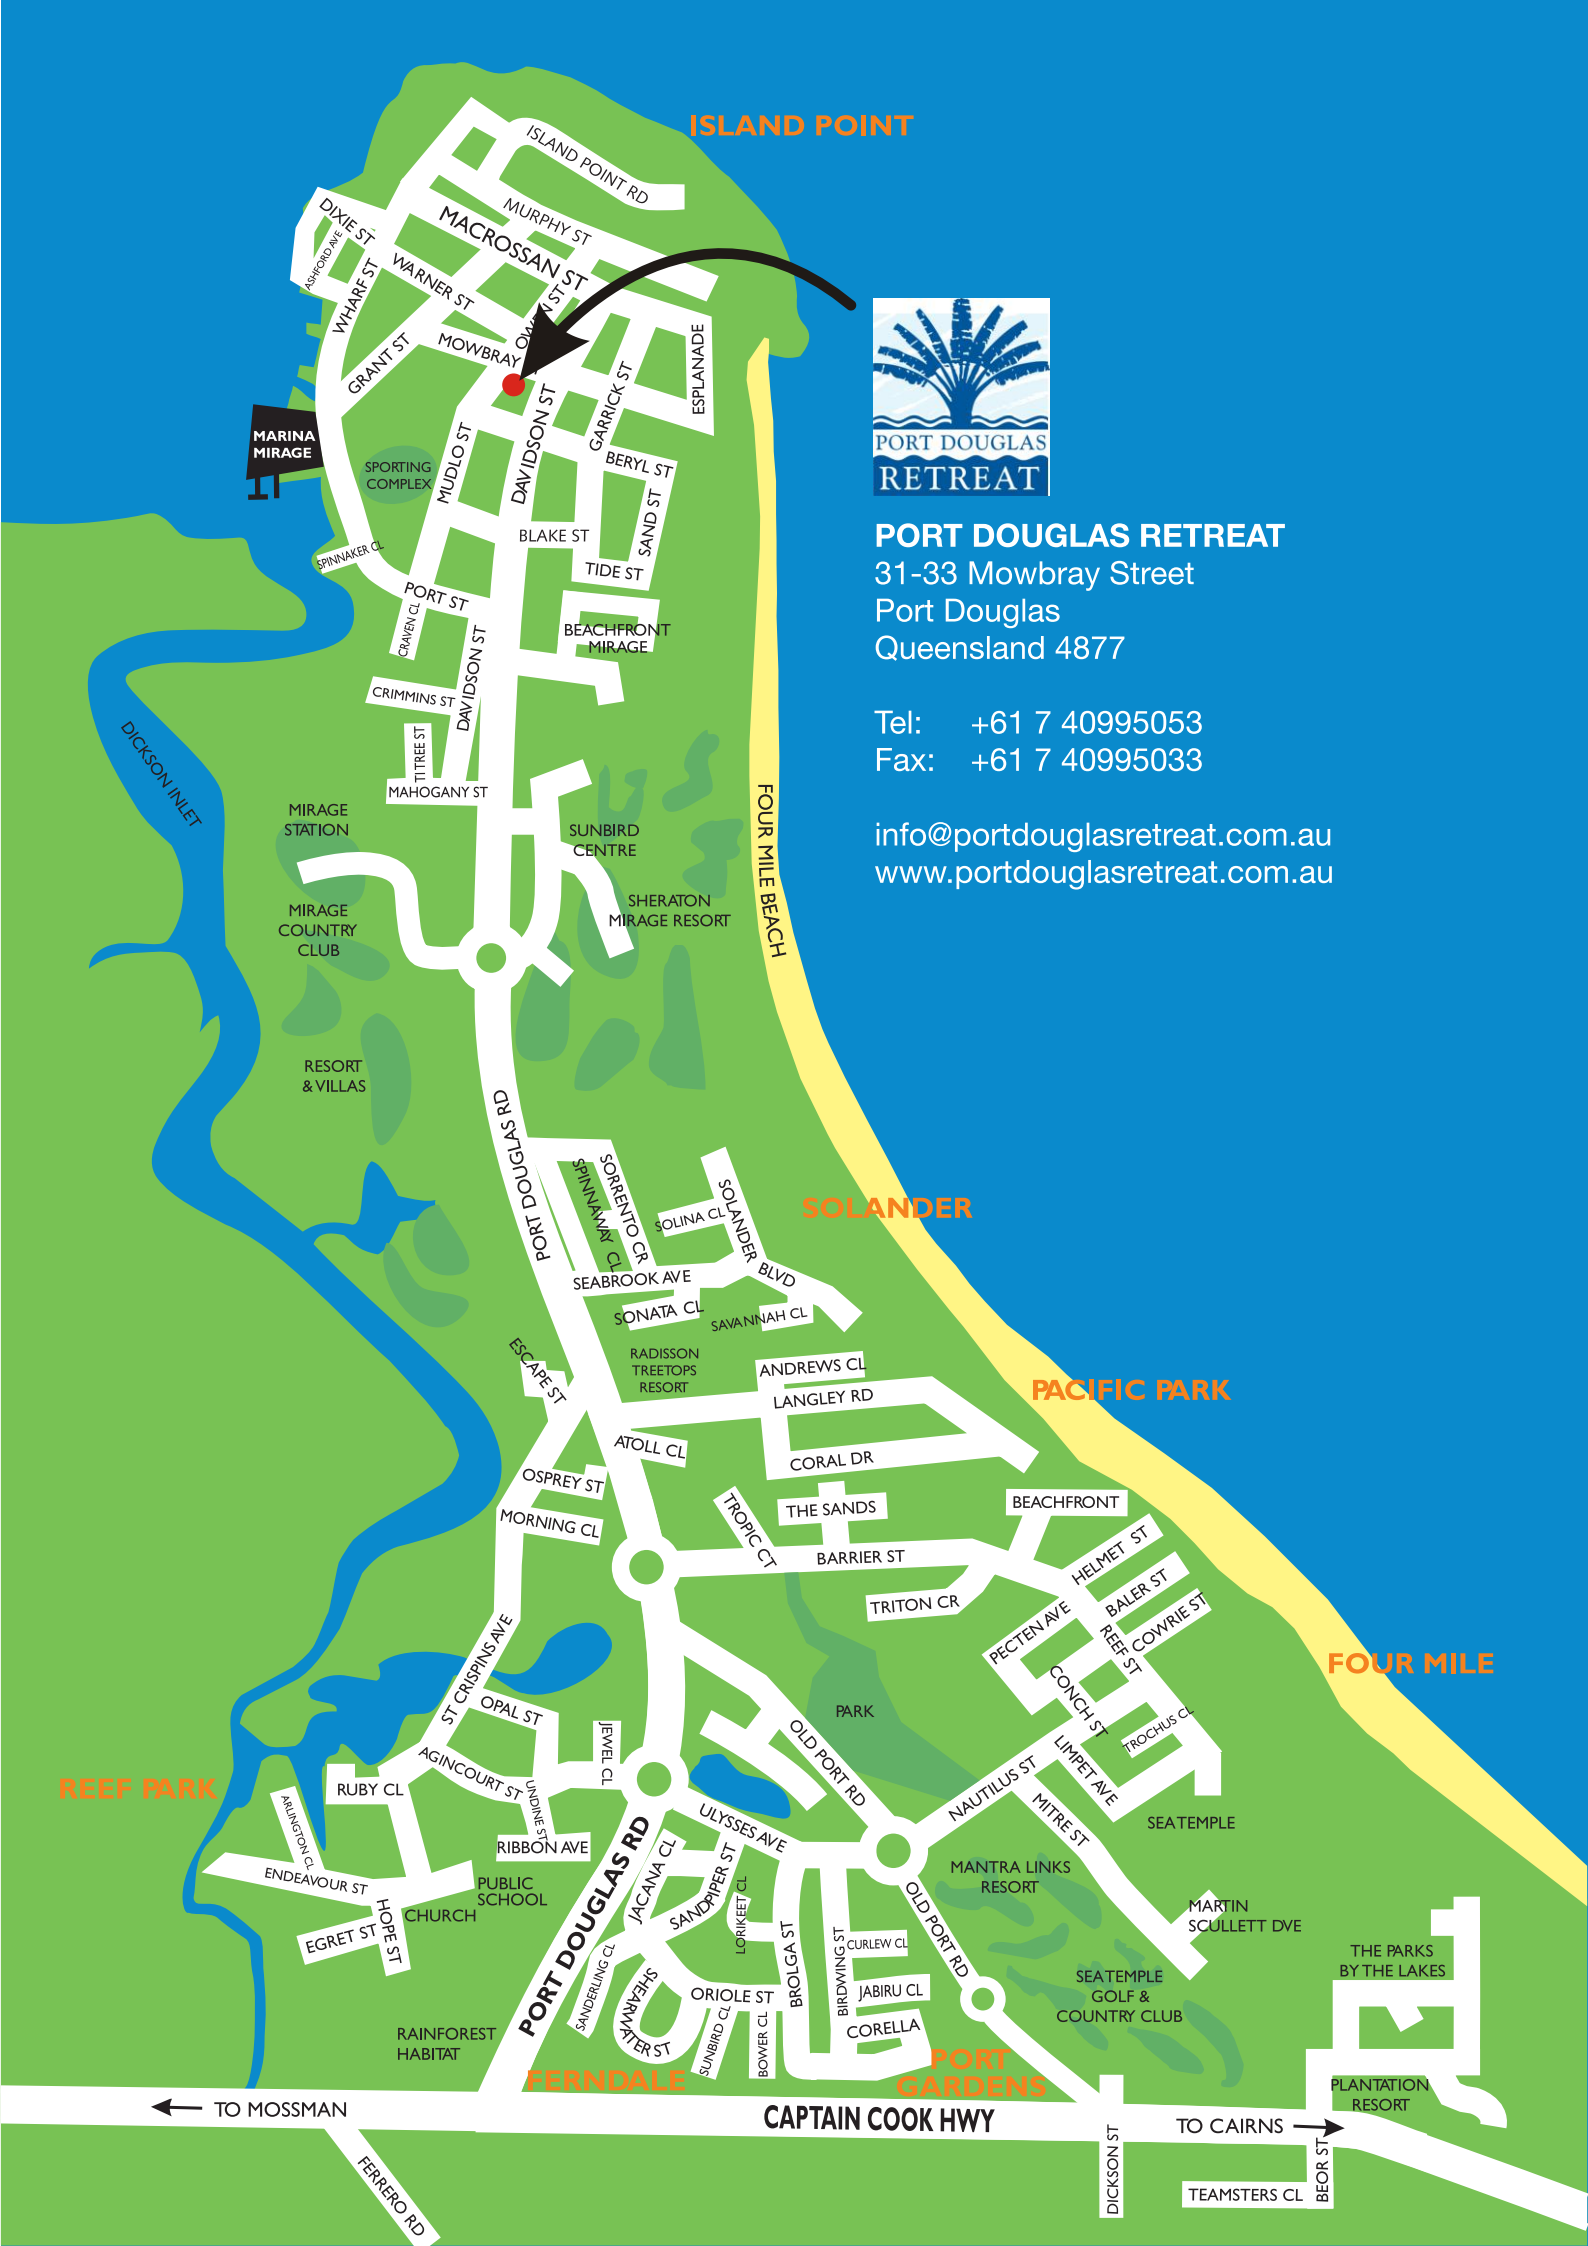 ISLAND POINT
ISLAND POINT RD
MURPHY ST
MACROSSAN ST
DIXIE ST
ASHFORD AVE
WHARF ST
WARNER ST
OWEN ST
MOWBRAY
GRANT ST
ESPLANADE
GARRICK ST
DAVIDSON ST
MUDLO ST
BERYL ST
SAND ST
MARINA
MIRAGE
SPORTING
COMPLEX
BLAKE ST
TIDE ST
SPINNAKER CL
PORT ST
CRAVEN CL
BEACHFRONT
MIRAGE
DAVIDSON ST
CRIMMINS ST
TI TREE ST
MAHOGANY ST
PORT DOUGLAS
RETREAT
PORT DOUGLAS RETREAT
31-33 Mowbray Street
Port Douglas
Queensland 4877
Tel: +61 7 40995053
Fax: +61 7 40995033
info@portdouglasretreat.com.au
www.portdouglasretreat.com.au
DICKSON INLET
MIRAGE
STATION
SUNBIRD
CENTRE
FOUR MILE BEACH
SHERATON
MIRAGE RESORT
MIRAGE
COUNTRY
CLUB
RESORT
& VILLAS
PORT DOUGLAS RD
SPINNAWAY CL
SORRENTO CR
SOLINA CL
SOLANDER BLVD
SOLANDER
SEABROOK AVE
SONATA CL
SAVANNAH CL
ESCAPE ST
RADISSON
TREETOPS
RESORT
ANDREWS CL
LANGLEY RD
PACIFIC PARK
ATOLL CL
CORAL DR
OSPREY ST
MORNING CL
TROPIC CT
THE SANDS
BEACHFRONT
BARRIER ST
HELMET ST
BALER ST
COWRIE ST
TRITON CR
PECTEN AVE
REEF ST
CONCH ST
TROCHUS CL
FOUR MILE
ST CRISPINS AVE
OPAL ST
JEWEL CL
PARK
OLD PORT RD
NAUTILUS ST
LIMPET AVE
MITRE ST
SEA TEMPLE
REEF PARK
RUBY CL
AGINCOURT ST
UNDINE ST
RIBBON AVE
ARLINGTON CL
ENDEAVOUR ST
PUBLIC
SCHOOL
CHURCH
HOPE ST
EGRET ST
PORT DOUGLAS RD
ULYSSES AVE
JACANA CL
SANDPIPER ST
LORIKEET CL
SANDERLING CL
SHEARWATER ST
ORIOLE ST
SUNBIRD CL
BOWER CL
BROLGA ST
BIRDWING ST
CURLEW CL
JABIRU CL
CORELLA
OLD PORT RD
MANTRA LINKS
RESORT
MARTIN
SCULLETT DVE
SEA TEMPLE
GOLF &
COUNTRY CLUB
THE PARKS
BY THE LAKES
RAINFOREST
HABITAT
FERNDALE
PORT
GARDENS
PLANTATION
RESORT
TO MOSSMAN
CAPTAIN COOK HWY
TO CAIRNS
FERRERO RD
DICKSON ST
TEAMSTERS CL
BEOR ST